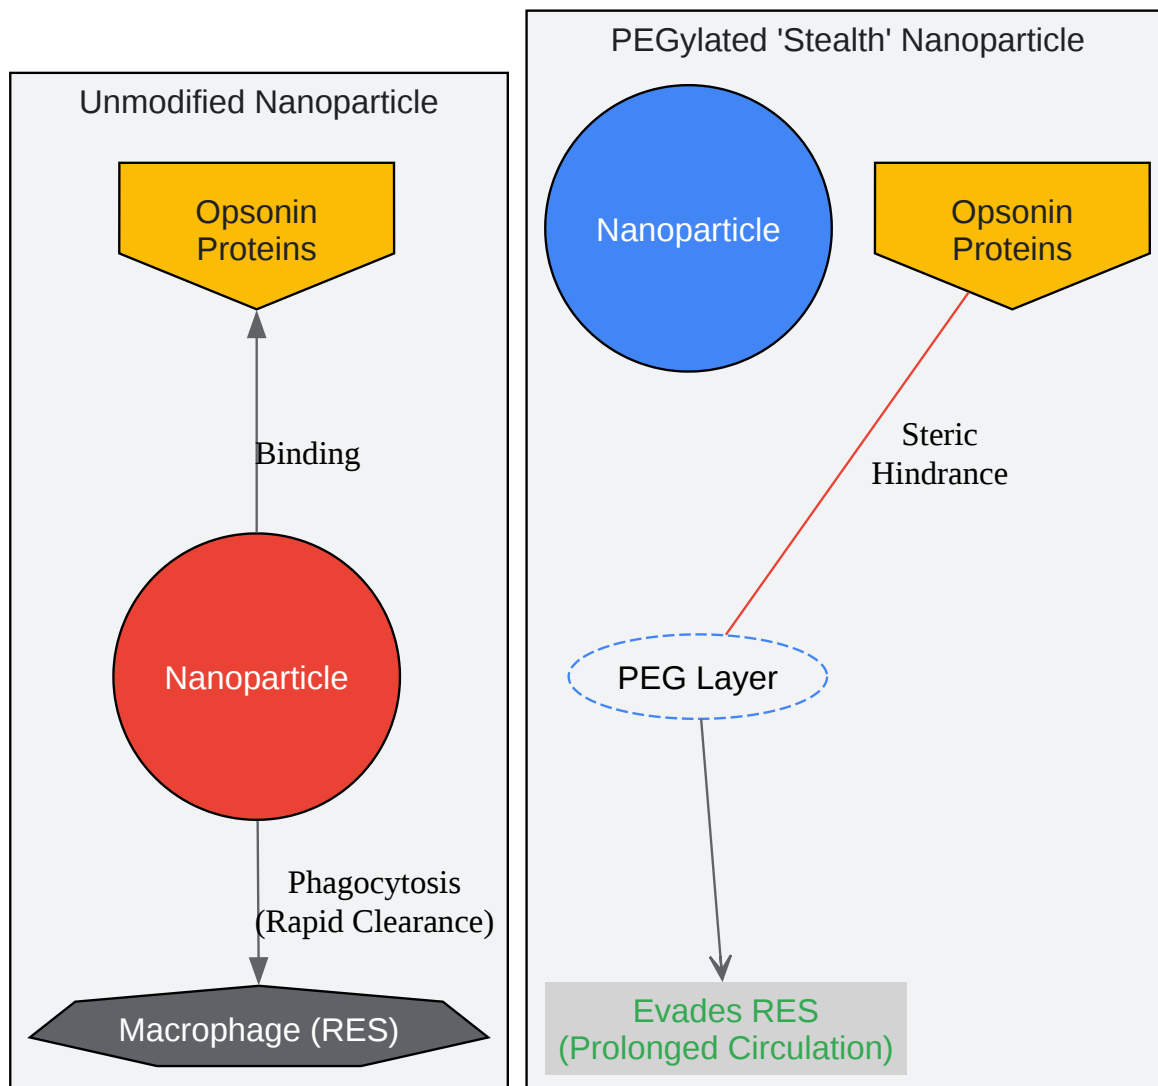 Unmodified Nanoparticle
Opsonin
Proteins
Binding
Nanoparticle
Phagocytosis
(Rapid Clearance)
Macrophage (RES)
PEGylated 'Stealth' Nanoparticle
Nanoparticle
Opsonin
Proteins
Steric
Hindrance
PEG Layer
Evades RES
(Prolonged Circulation)